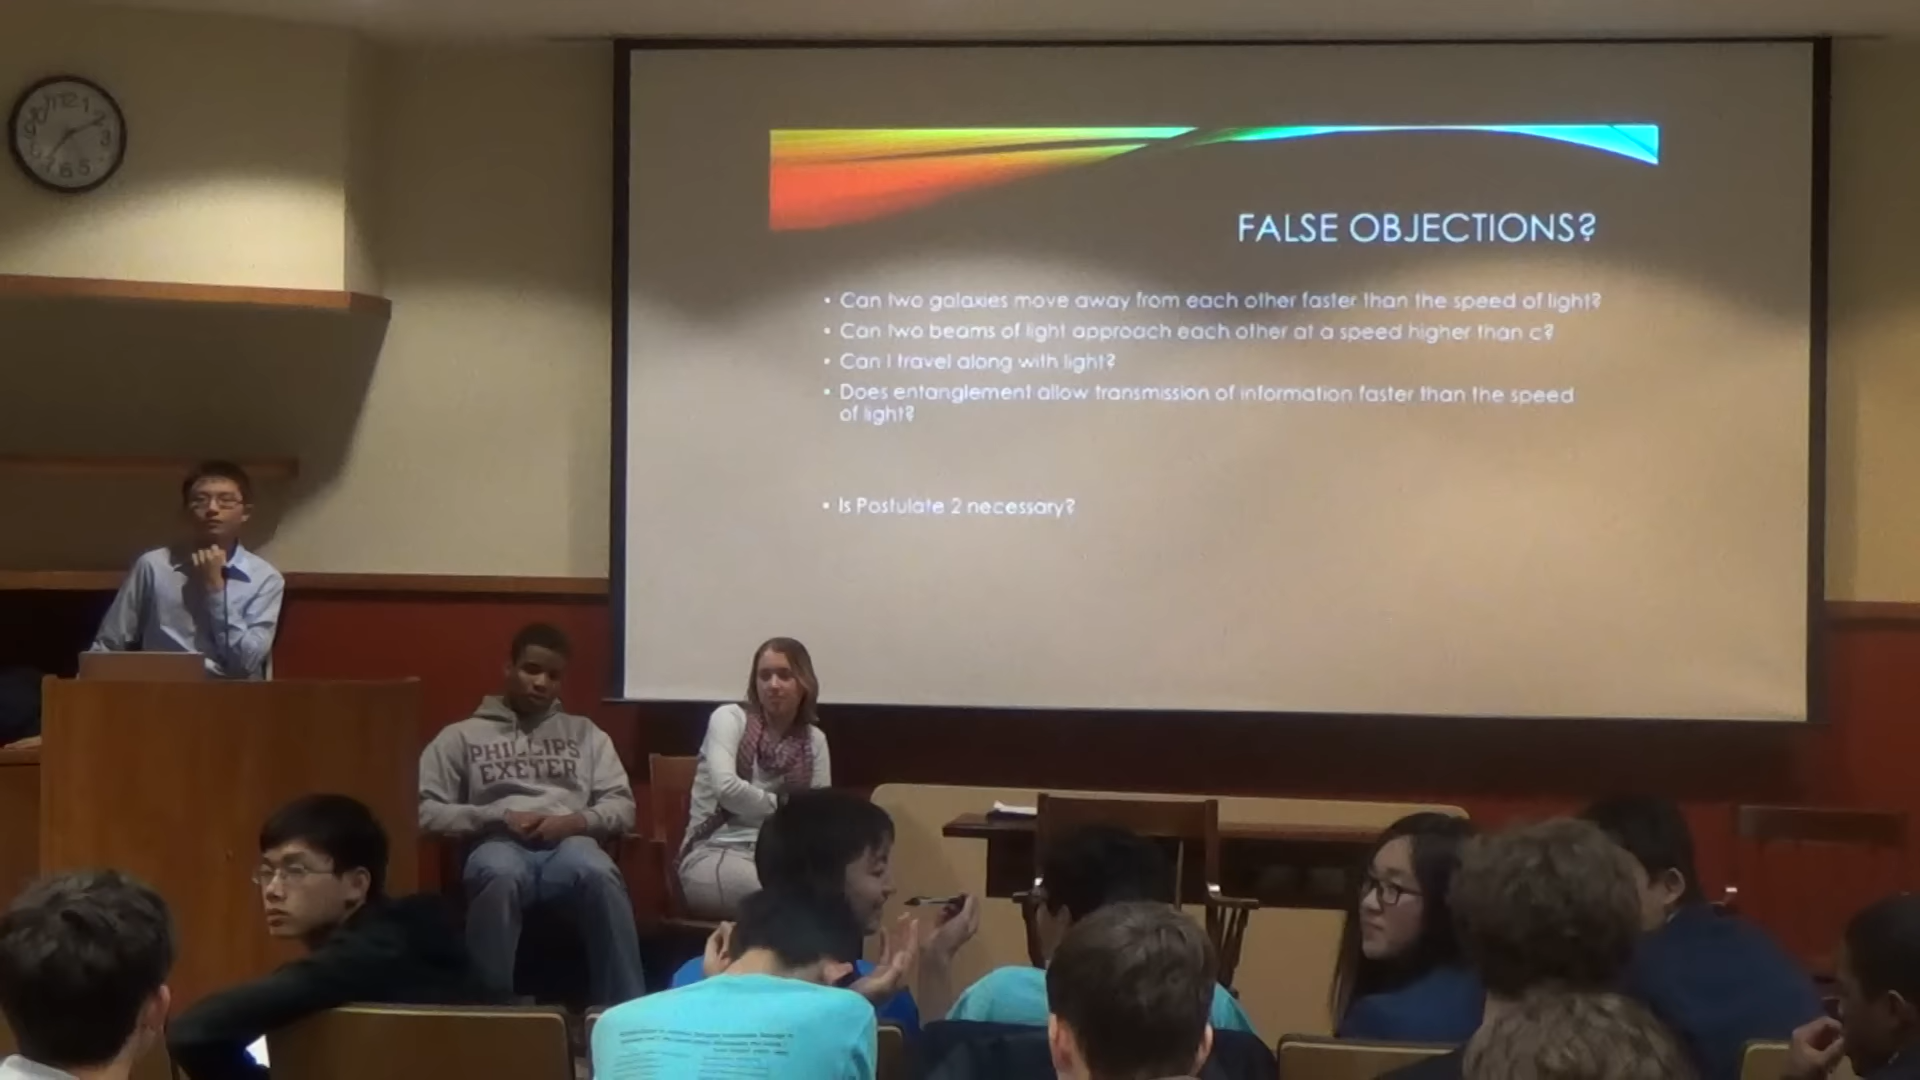 FALSE OBJECTIONS?
• Can two galaxies move away from each other faster than the speed of light?
• Can two beams of light approach each other at a speed higher than c?
• Can I travel along with light?
• Does entanglement allow transmission of information faster than the speed
of light?
• Is Postulate 2 necessary?
PHILLIPS
EXETER